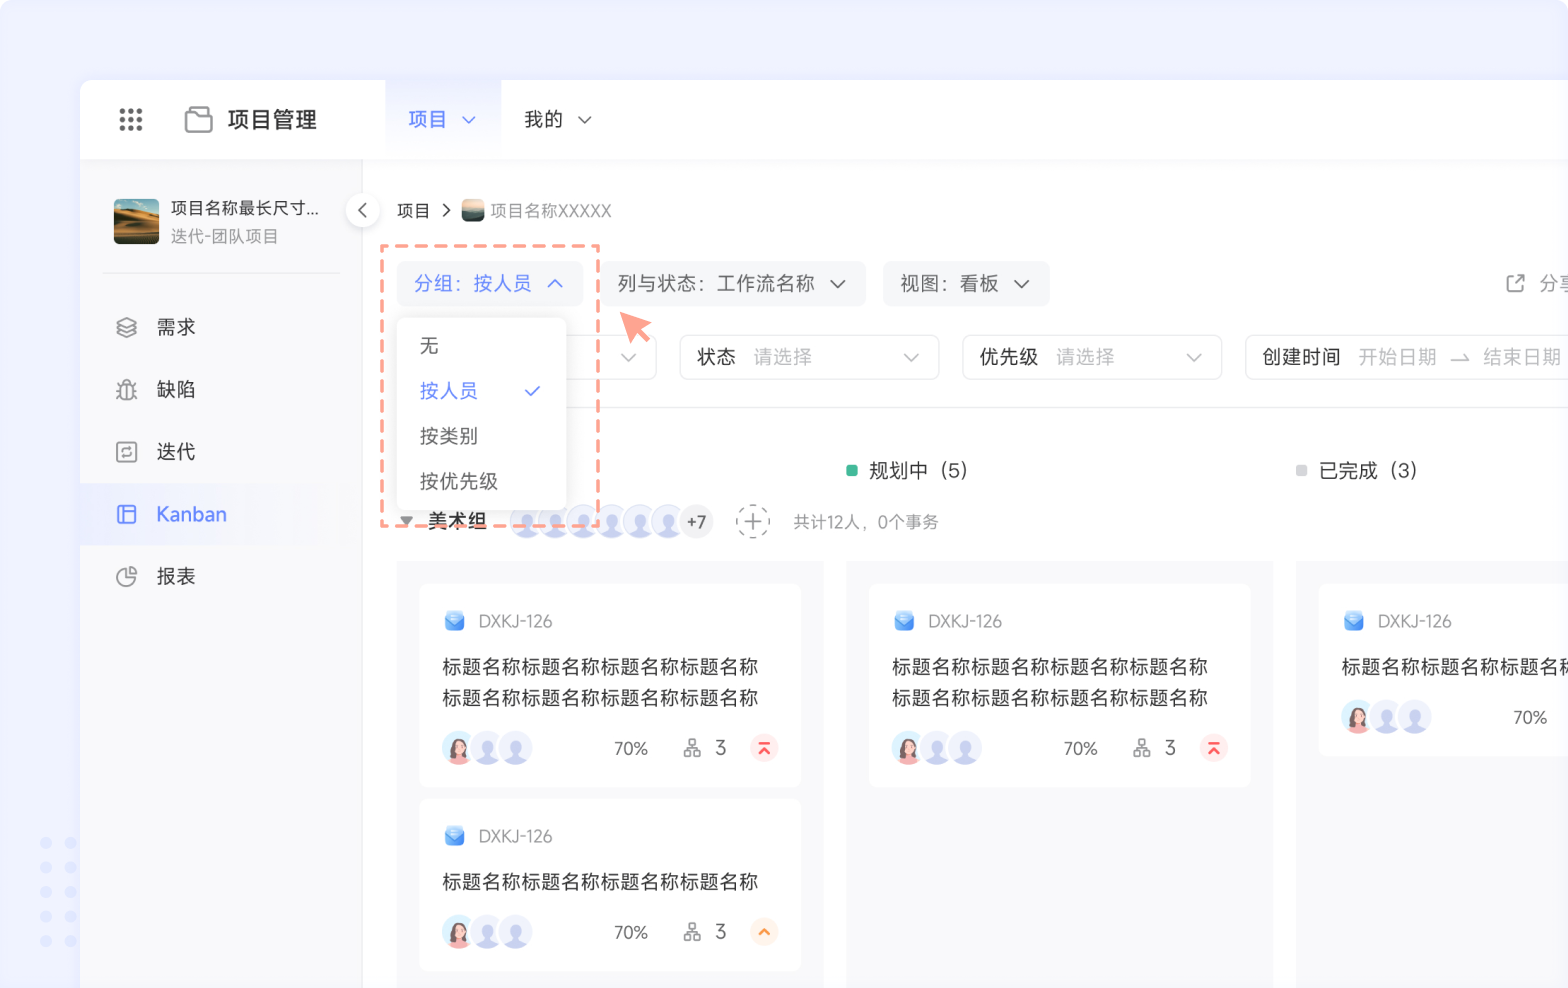 项目管理
项目
我的
项目名称最长尺寸...
迭代-团队项目
需求
缺陷
迭代
Kanban
报表
项目
项目名称XXXXX
分组：按人员
列与状态：工作流名称
视图：看板
分享
无
按人员
按类别
按优先级
状态 请选择
优先级 请选择
创建时间 开始日期 结束日期
规划中（5）
已完成（3）
美术组
+7
共计12人，0个事务
DXKJ-126
标题名称标题名称标题名称标题名称
标题名称标题名称标题名称标题名称
70%
3
DXKJ-126
标题名称标题名称标题名称标题名称
70%
3
DXKJ-126
标题名称标题名称标题名称标题名称
标题名称标题名称标题名称标题名称
70%
3
DXKJ-126
标题名称标题名称标题名称
70%